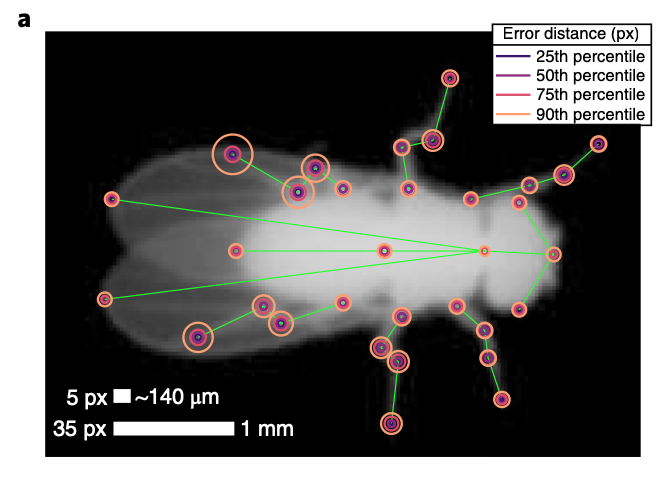 a
Error distance (px)
25th percentile
50th percentile
75th percentile
90th percentile
5 px ~140 μm
35 px 1 mm